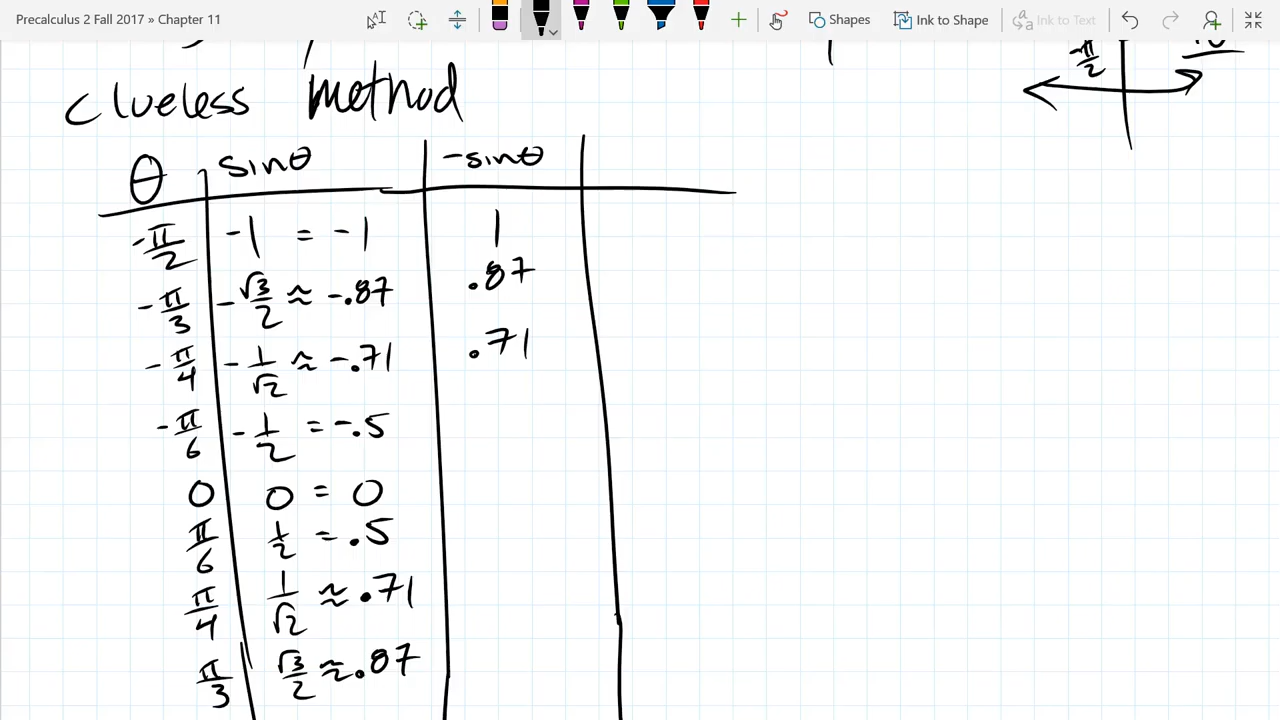 Precalculus 2 Fall 2017 » Chapter 11 Shapes Ink to Shape Ink to Text
-π/2
clueless method
θ sinθ -sinθ
-π/2 -1 = -1 1
-π/3 -√3/2 ≈ -.87 .87
-π/4 -1/√2 ≈ -.71 .71
-π/6 -1/2 = -.5
0 0 = 0
π/6 1/2 = .5
π/4 1/√2 ≈ .71
π/3 √3/2 ≈ .87